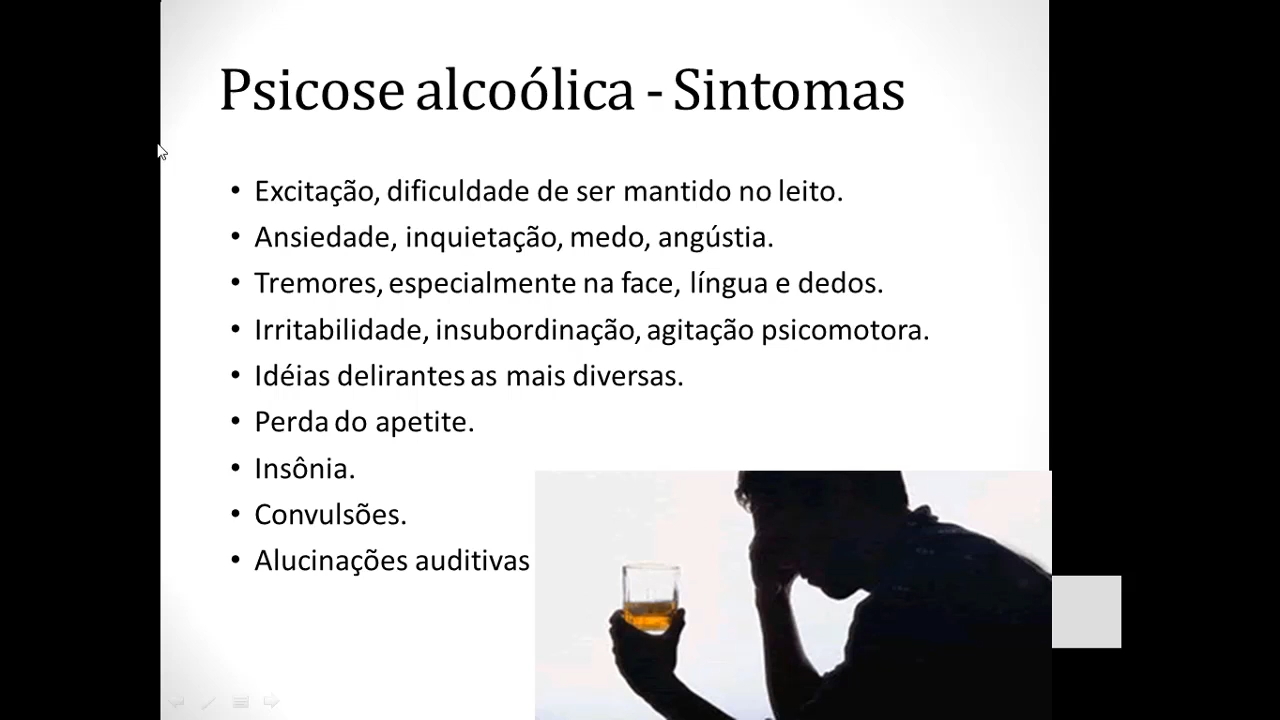 Psicose alcoólica - Sintomas
• Excitação, dificuldade de ser mantido no leito.
• Ansiedade, inquietação, medo, angústia.
• Tremores, especialmente na face, língua e dedos.
• Irritabilidade, insubordinação, agitação psicomotora.
• Idéias delirantes as mais diversas.
• Perda do apetite.
• Insônia.
• Convulsões.
• Alucinações auditivas